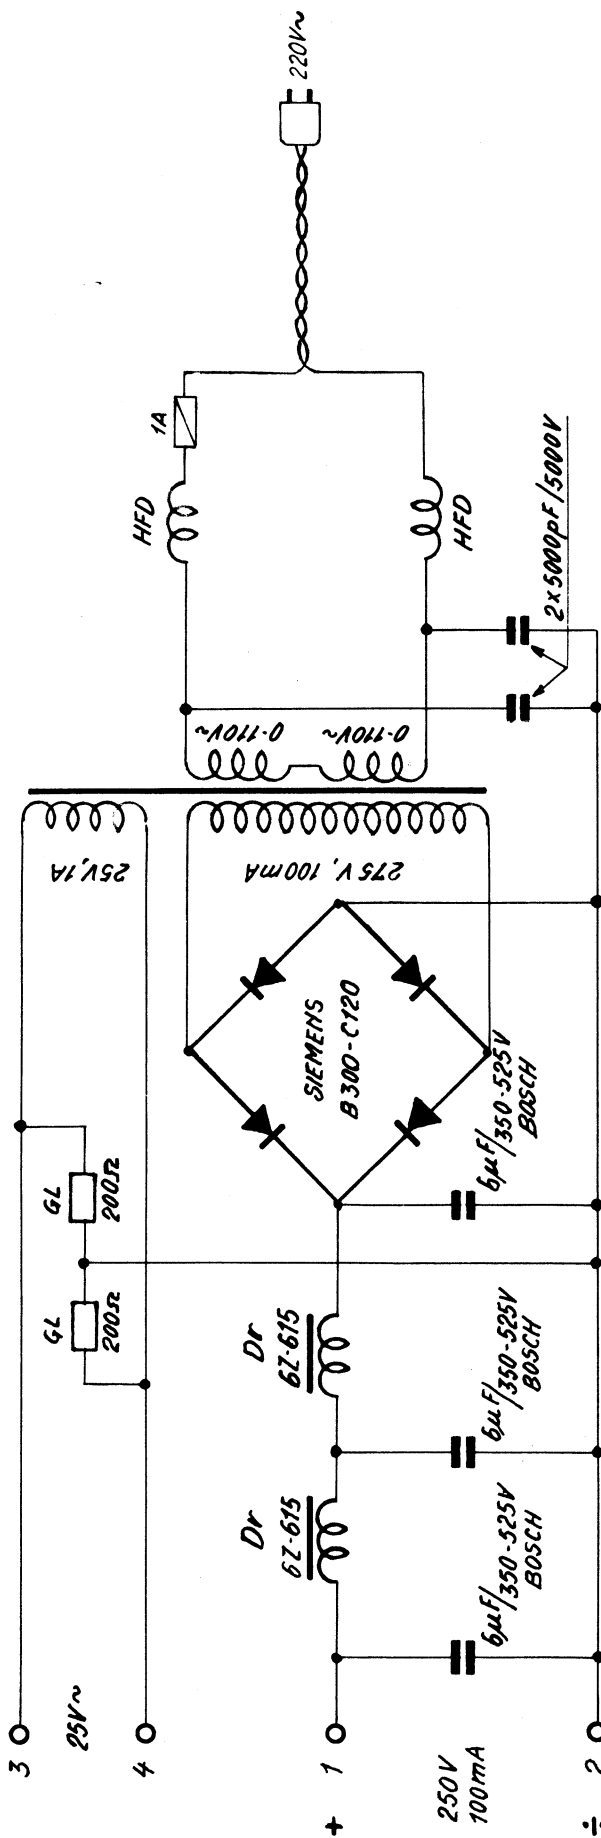 3
25V~
4
+ 1
250V
100mA
÷ 2
GL
200Ω
GL
200Ω
Dr
6Z-615
Dr
6Z-615
6µF/350-525V
BOSCH
6µF/350-525V
BOSCH
6µF/350-525V
BOSCH
SIEMENS
B300-C120
25V, 1A
275V, 100mA
0-110V~
0-110V~
HFD
HFD
1A
2x5000pF/5000V
220V~